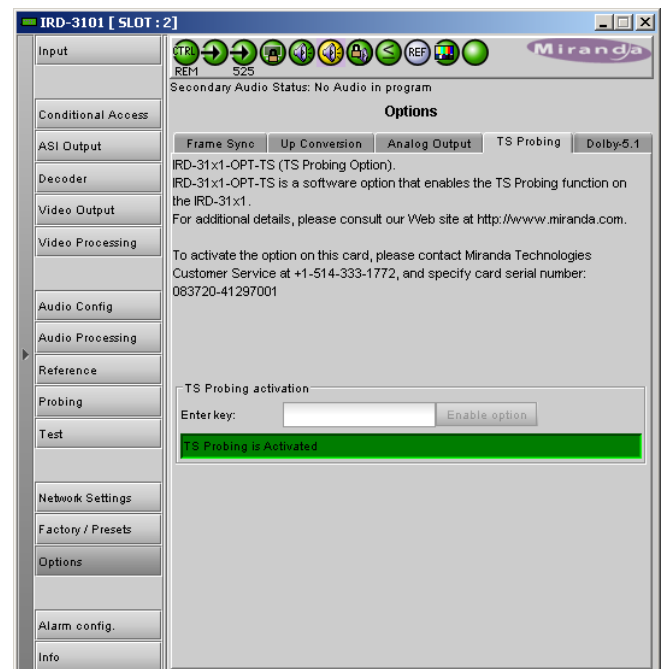 IRD-3101 [ SLOT : 2]
Input
Conditional Access
ASI Output
Decoder
Video Output
Video Processing
Audio Config
Audio Processing
Reference
Probing
Test
Network Settings
Factory / Presets
Options
Alarm config.
Info
CTRL
REF
REM 525
Miranda
Secondary Audio Status: No Audio in program
Options
Frame Sync
Up Conversion
Analog Output
TS Probing
Dolby-5.1
IRD-31x1-OPT-TS (TS Probing Option).
IRD-31x1-OPT-TS is a software option that enables the TS Probing function on
the IRD-31x1.
For additional details, please consult our Web site at http://www.miranda.com.
To activate the option on this card, please contact Miranda Technologies
Customer Service at +1-514-333-1772, and specify card serial number:
083720-41297001
TS Probing activation
Enter key:
Enable option
TS Probing is Activated